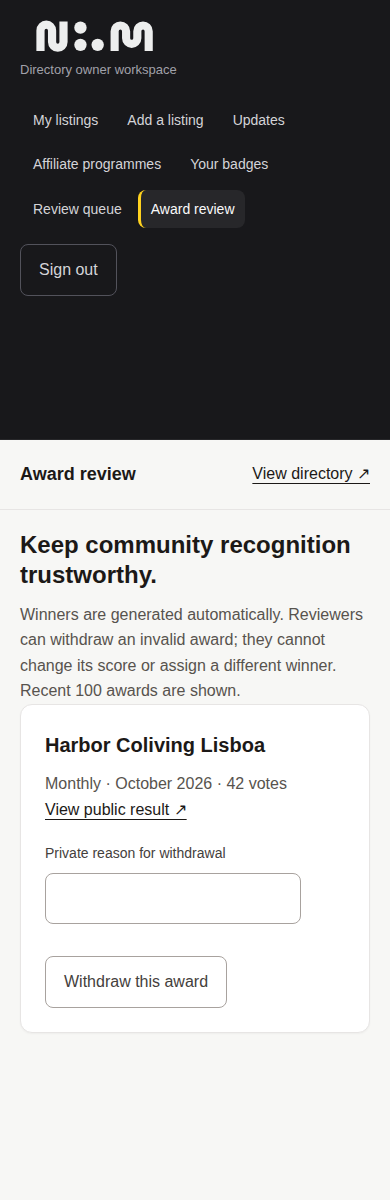 N:.M
Directory owner workspace
My listings Add a listing Updates
Affiliate programmes Your badges
Review queue Award review
Sign out
Award review View directory ↗
Keep community recognition
trustworthy.
Winners are generated automatically. Reviewers
can withdraw an invalid award; they cannot
change its score or assign a different winner.
Recent 100 awards are shown.
Harbor Coliving Lisboa
Monthly · October 2026 · 42 votes
View public result ↗
Private reason for withdrawal
Withdraw this award